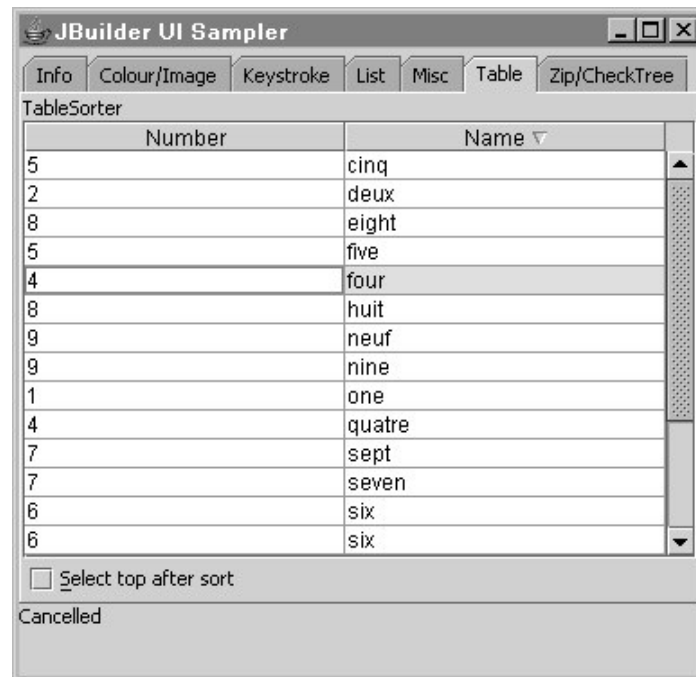 JBuilder UI Sampler
Info Colour/Image Keystroke List Misc Table Zip/CheckTree
TableSorter
Number Name
5 cinq
2 deux
8 eight
5 five
4 four
8 huit
9 neuf
9 nine
1 one
4 quatre
7 sept
7 seven
6 six
6 six
Select top after sort
Cancelled